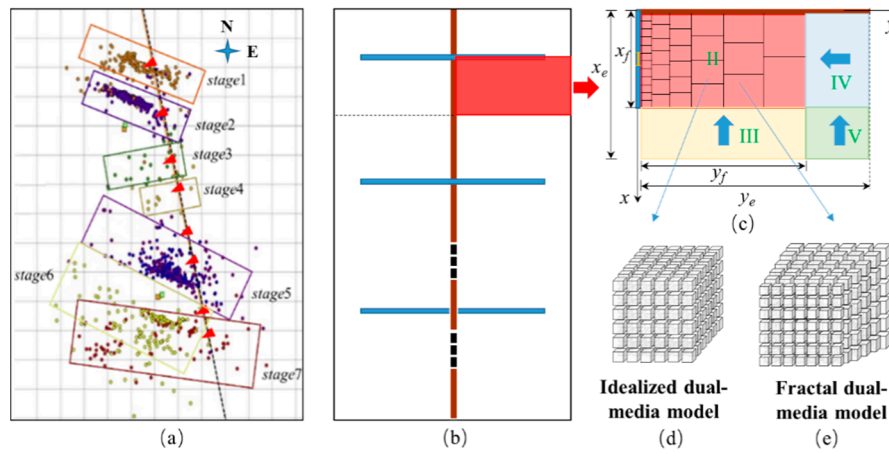 N
E
stage1
stage2
stage3
stage4
stage6
stage5
stage7
(a)
(b)
y
x_f
x_e
I
II
IV
III
V
y_f
x
y_e
(c)
Idealized dual-
media model
(d)
Fractal dual-
media model
(e)